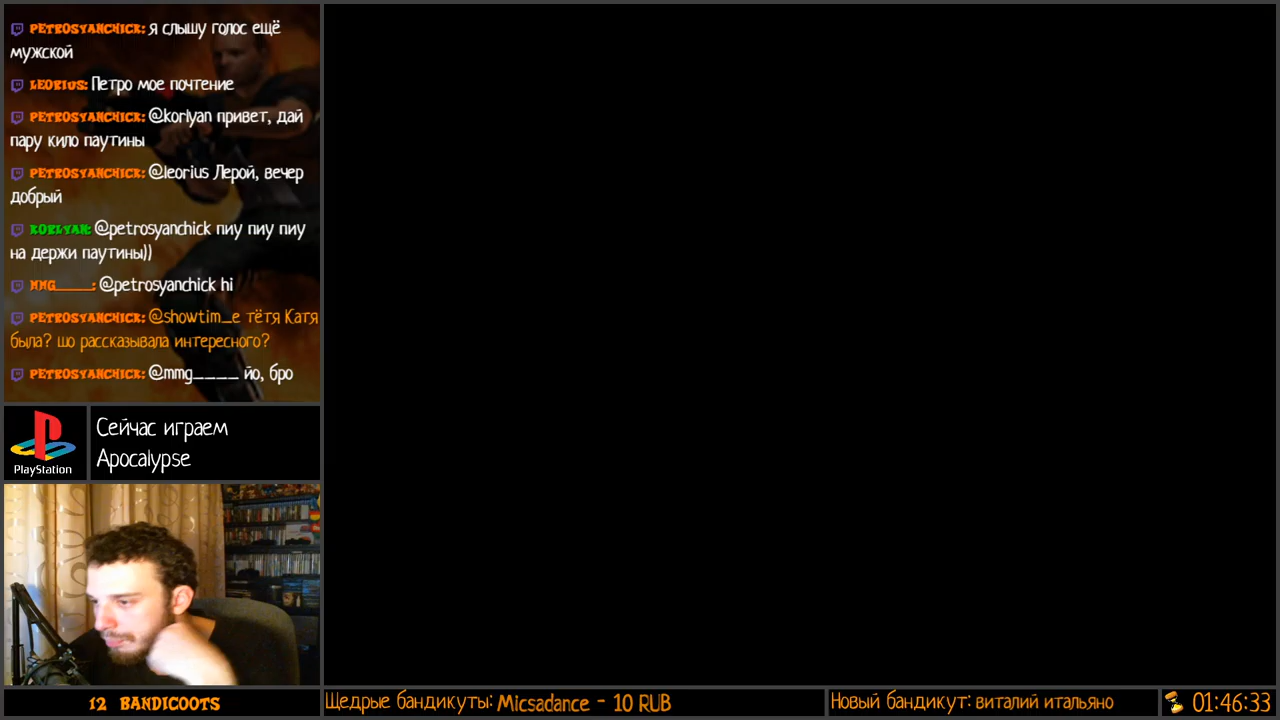 PETROSYANCHICK: я слышу голос ещё
мужской
LEORIUS: Петро мое почтение
PETROSYANCHICK: @korlyan привет, дай
пару кило паутины
PETROSYANCHICK: @leorius Лерой, вечер
добрый
KORLYAN: @petrosyanchick пиу пиу пиу
на держи паутины))
MMG____: @petrosyanchick hi
PETROSYANCHICK: @showtim_e тётя Катя
была? шо рассказывала интересного?
PETROSYANCHICK: @mmg____ йо, бро
Сейчас играем
Apocalypse
PlayStation
12 BANDICOOTS
Щедрые бандикуты: Micsadance - 10 RUB
Новый бандикут: виталий итальяно
01:46:33